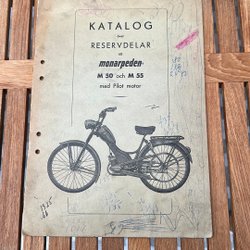 KATALOG
över
RESERVDELAR
till
monarpeden
M 50 och M 55
med Pilot motor